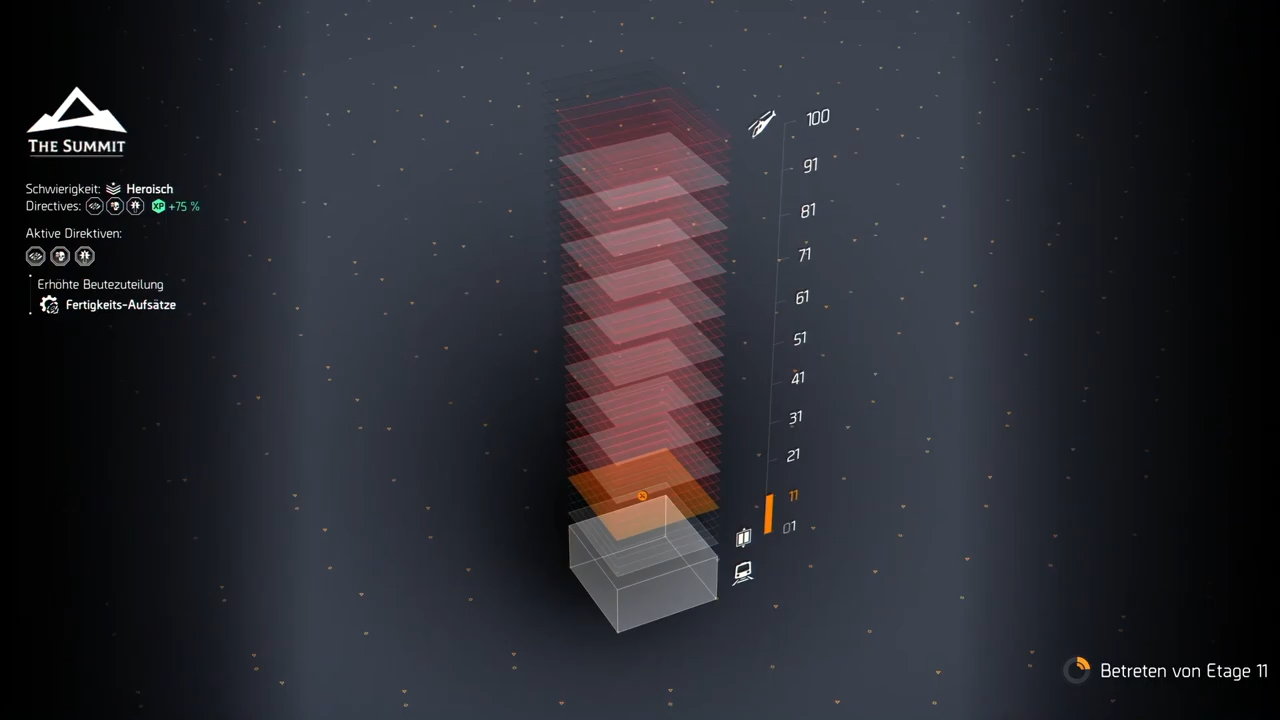 THE SUMMIT
Schwierigkeit: Heroisch
Directives: XP +75 %
Aktive Direktiven:
Erhöhte Beutezuteilung
Fertigkeits-Aufsätze
100
91
81
71
61
51
41
31
21
11
01
Betreten von Etage 11